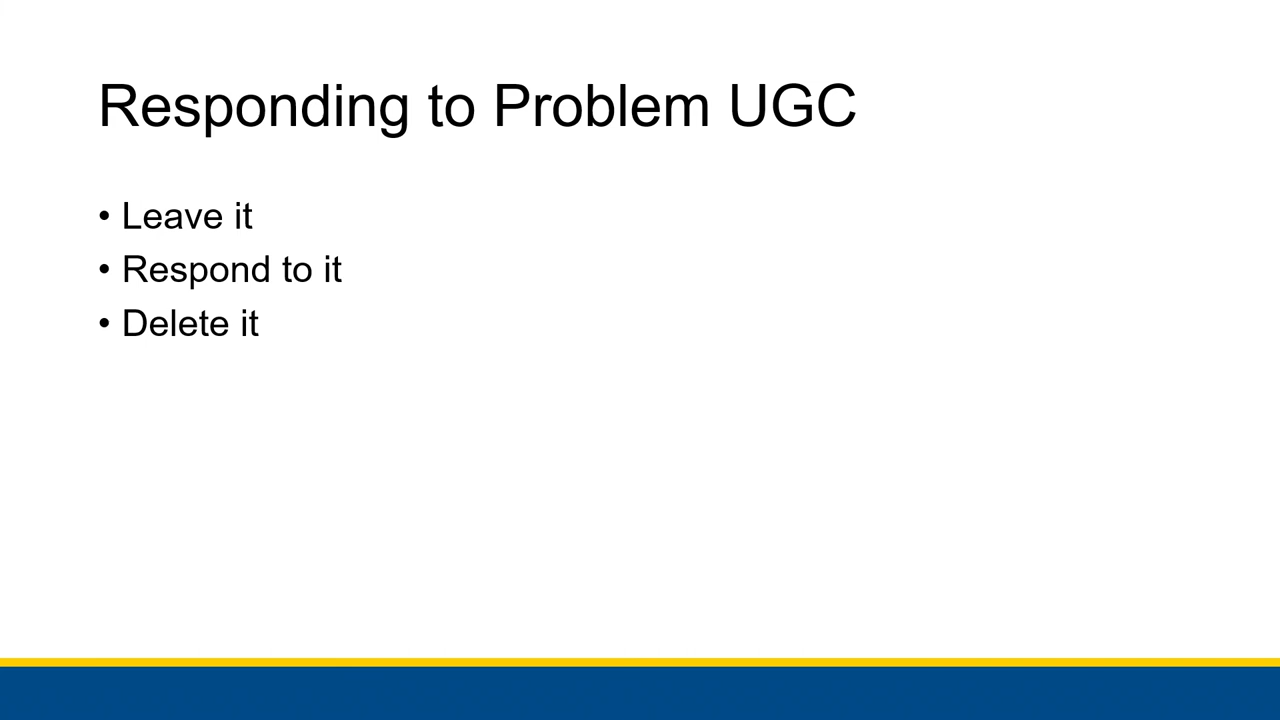 Responding to Problem UGC
• Leave it
• Respond to it
• Delete it